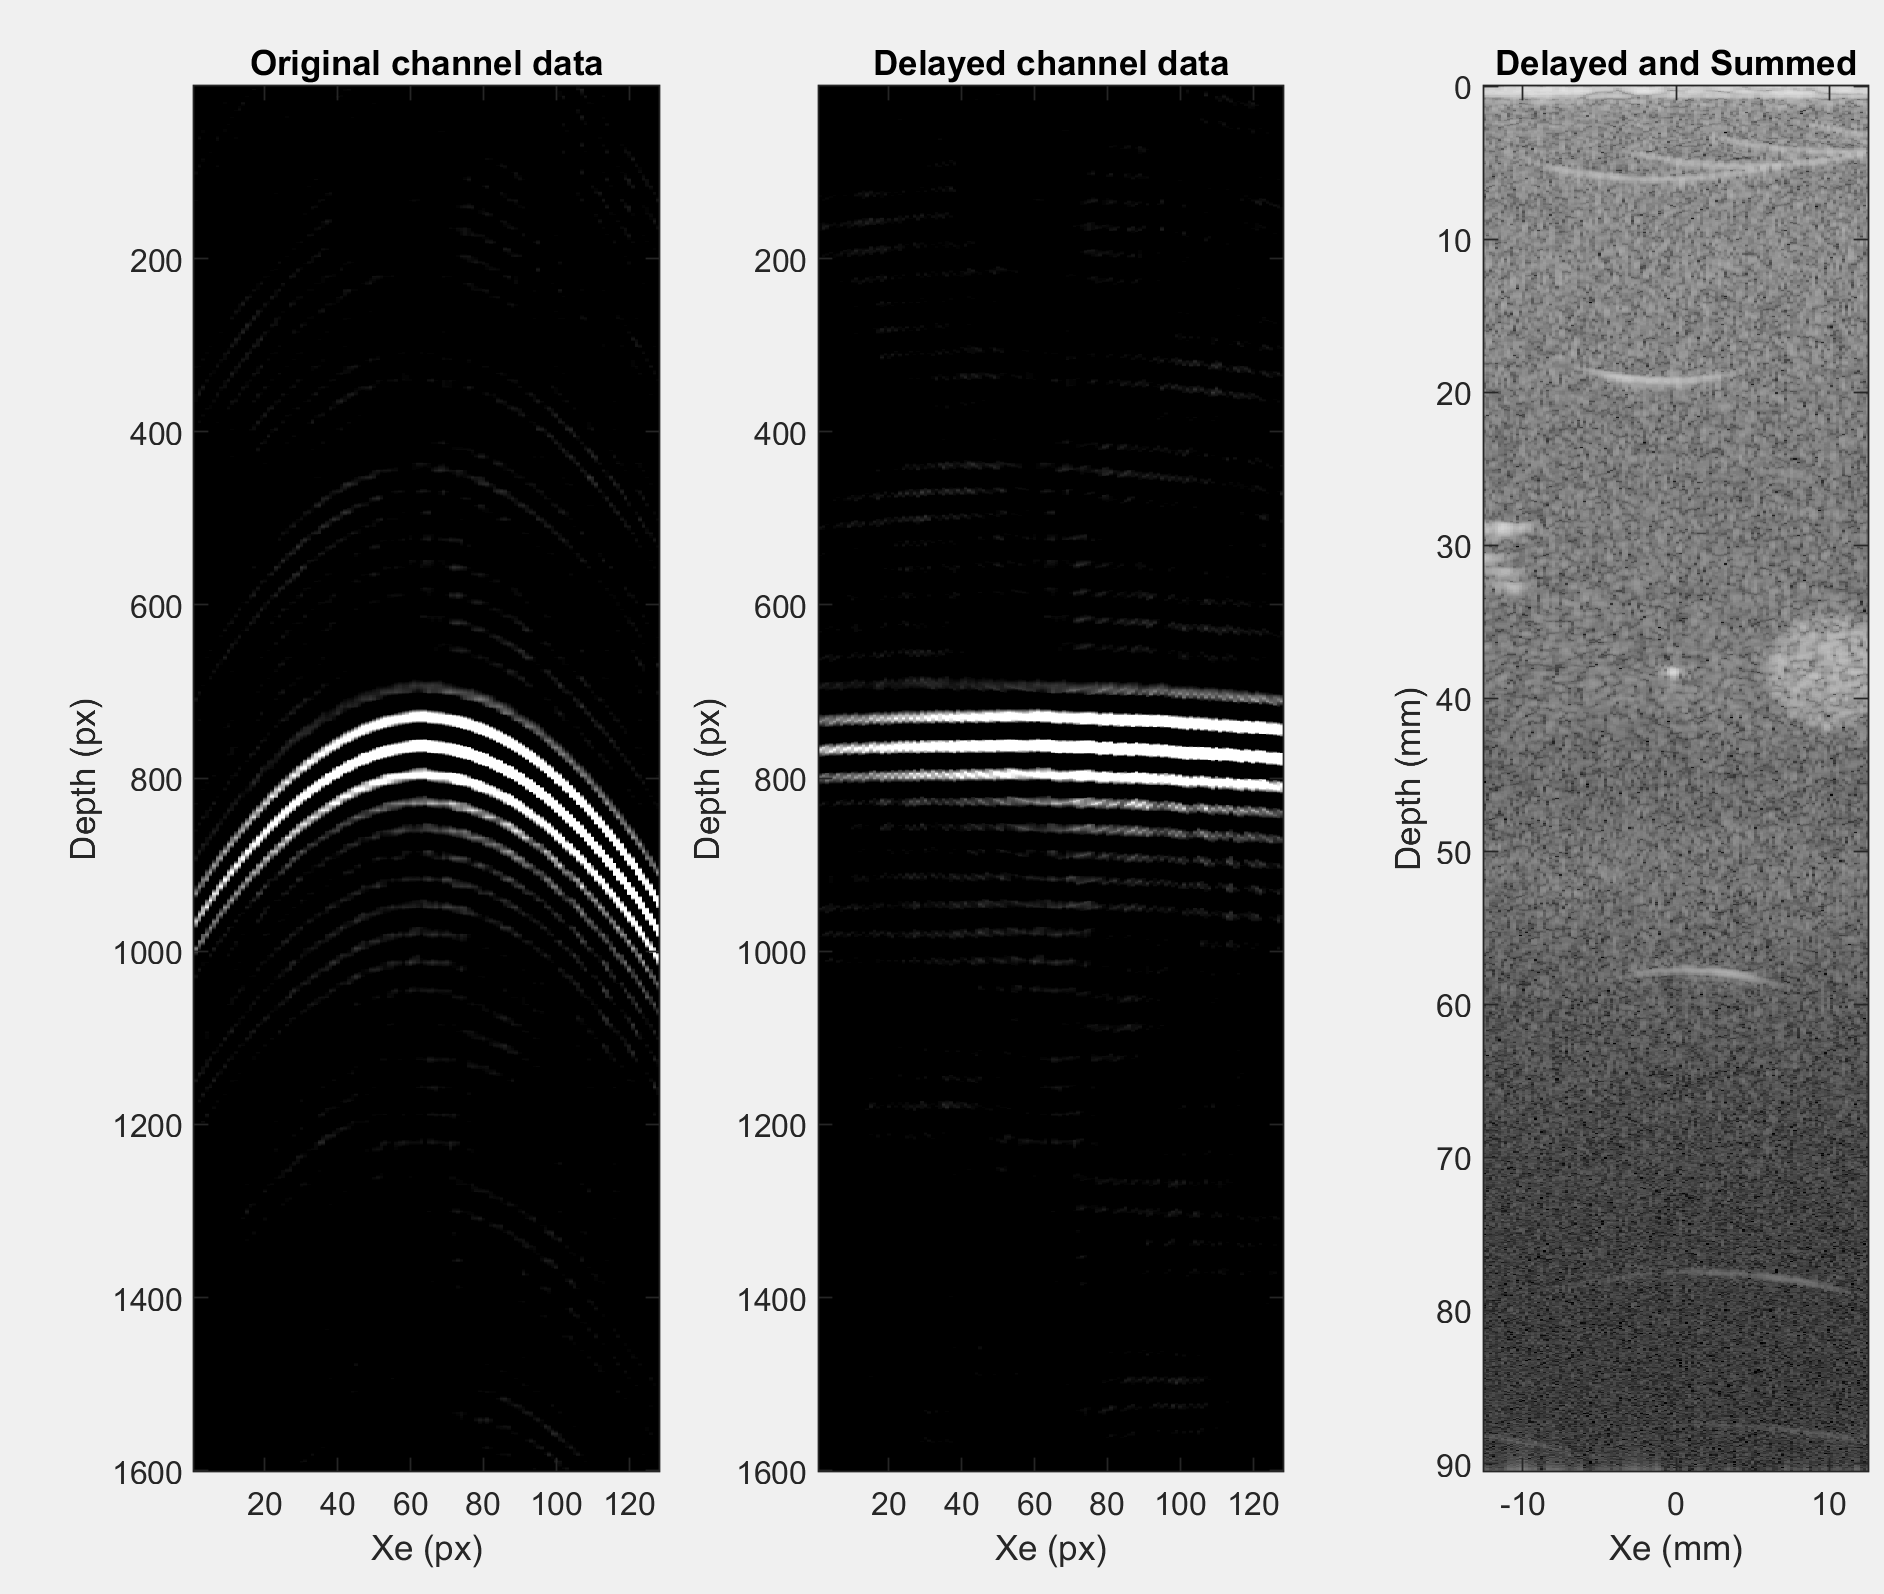 Original channel data
Delayed channel data
Delayed and Summed
200
400
600
800
1000
1200
1400
1600
Depth (px)
20 40 60 80 100 120
Xe (px)
200
400
600
800
1000
1200
1400
1600
Depth (px)
20 40 60 80 100 120
Xe (px)
0
10
20
30
40
50
60
70
80
90
Depth (mm)
-10 0 10
Xe (mm)